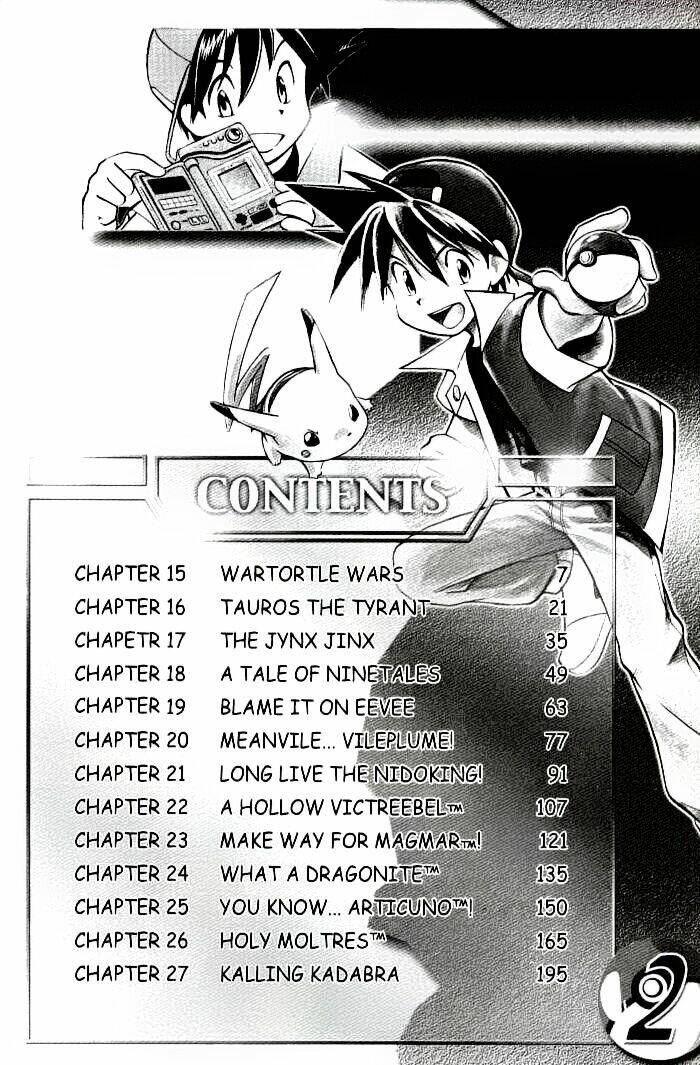 CONTENTS
CHAPTER 15 WARTORTLE WARS 7
CHAPTER 16 TAUROS THE TYRANT 21
CHAPETR 17 THE JYNX JINX 35
CHAPTER 18 A TALE OF NINETALES 49
CHAPTER 19 BLAME IT ON EEVEE 63
CHAPTER 20 MEANVILE... VILEPLUME! 77
CHAPTER 21 LONG LIVE THE NIDOKING! 91
CHAPTER 22 A HOLLOW VICTREEBEL™ 107
CHAPTER 23 MAKE WAY FOR MAGMAR™! 121
CHAPTER 24 WHAT A DRAGONITE™ 135
CHAPTER 25 YOU KNOW... ARTICUNO™! 150
CHAPTER 26 HOLY MOLTRES™ 165
CHAPTER 27 KALLING KADABRA 195
2